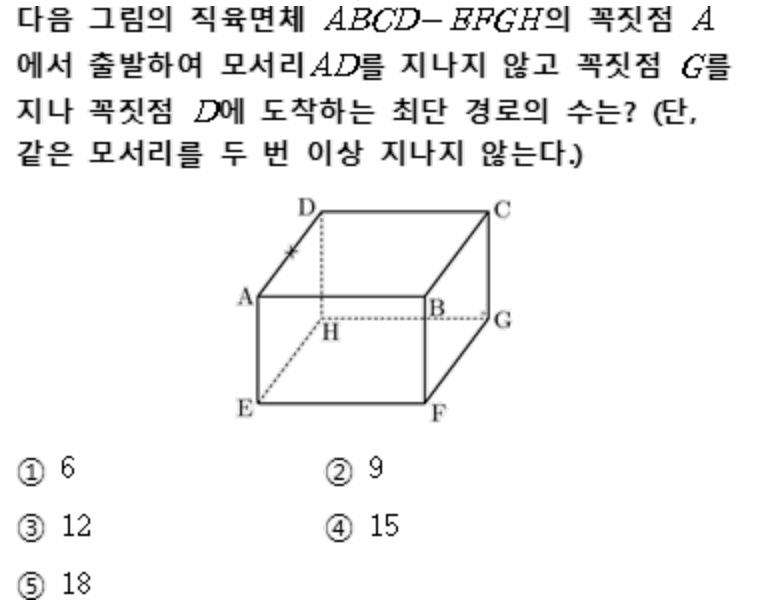 다음 그림의 직육면체 ABCD-EFGH의 꼭짓점 A
에서 출발하여 모서리AD를 지나지 않고 꼭짓점 G를
지나 꼭짓점 D에 도착하는 최단 경로의 수는? (단,
같은 모서리를 두 번 이상 지나지 않는다.)
D C
A B
H G
E F
① 6 ② 9
③ 12 ④ 15
⑤ 18